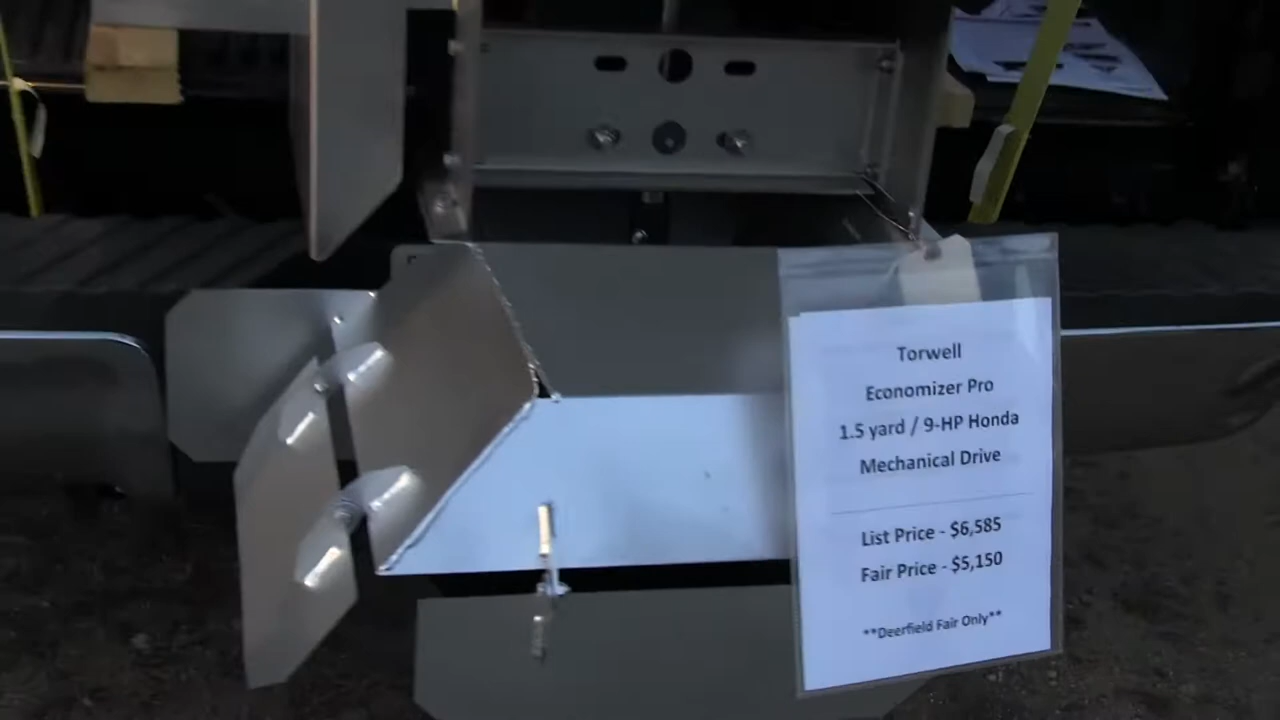 Torwell
Economizer Pro
1.5 yard / 9-HP Honda
Mechanical Drive
List Price - $6,585
Fair Price - $5,150
**Deerfield Fair Only**